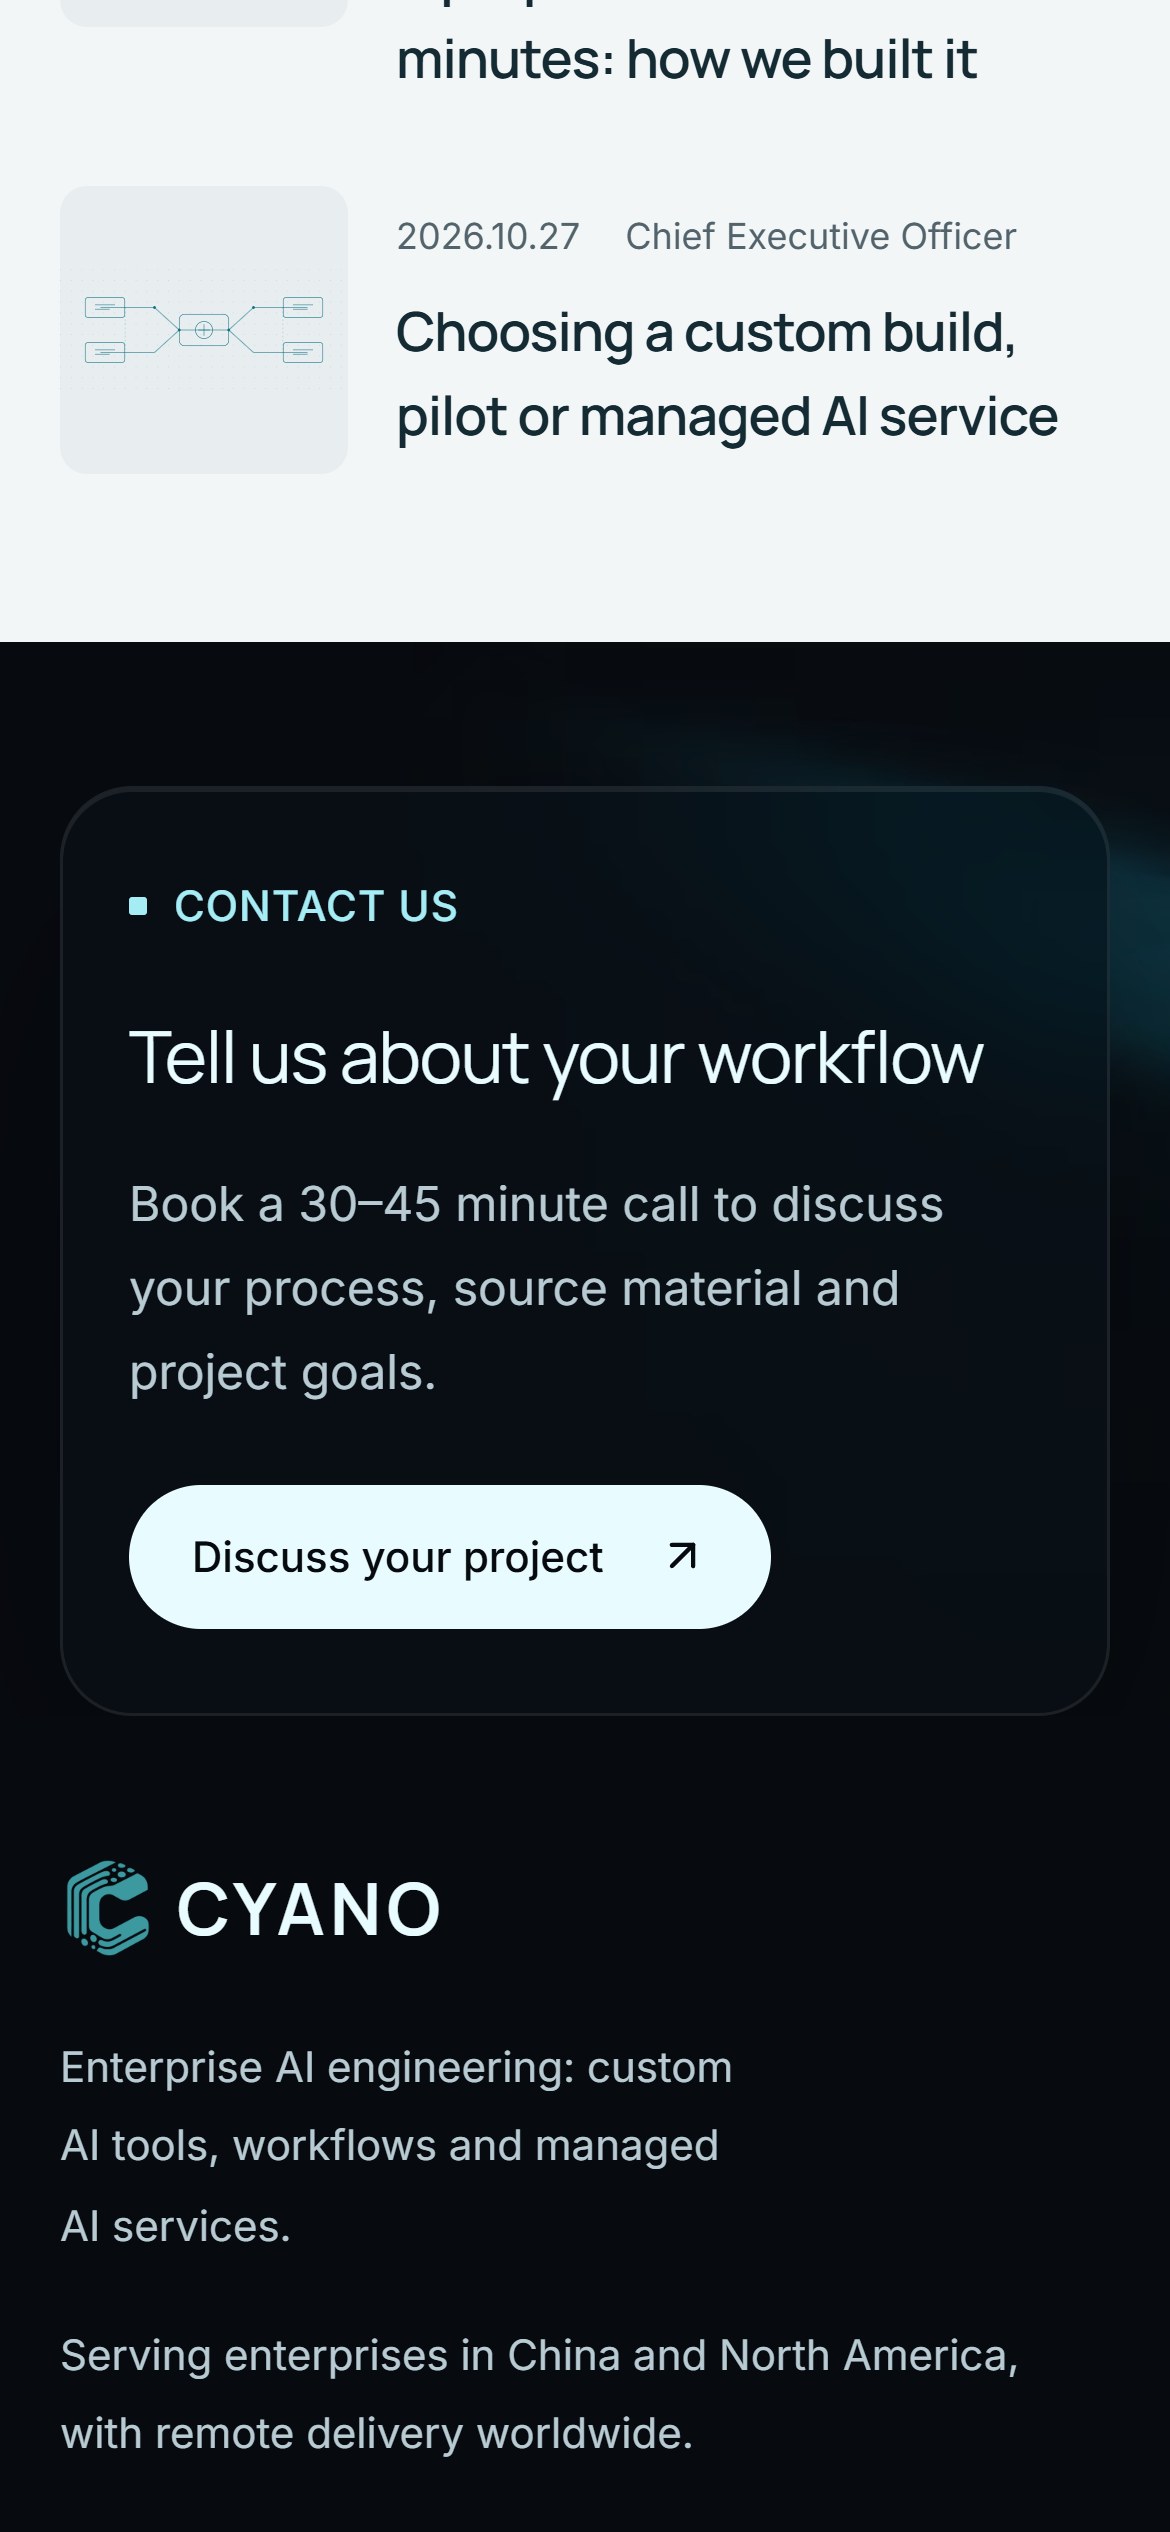 minutes: how we built it
2026.10.27 Chief Executive Officer
Choosing a custom build,
pilot or managed AI service
CONTACT US
Tell us about your workflow
Book a 30–45 minute call to discuss
your process, source material and
project goals.
Discuss your project
CYANO
Enterprise AI engineering: custom
AI tools, workflows and managed
AI services.
Serving enterprises in China and North America,
with remote delivery worldwide.